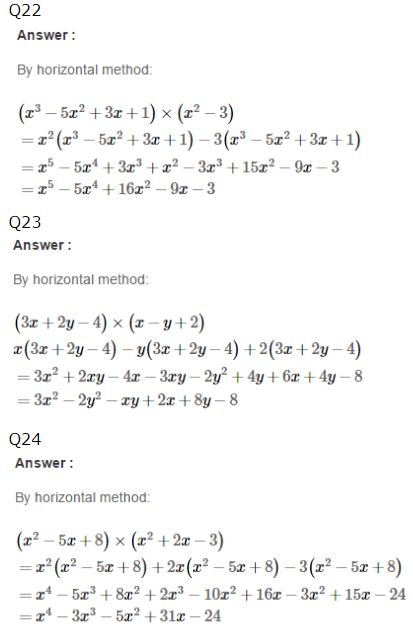 Q22
Answer :
By horizontal method:
(x³ − 5x² + 3x + 1) × (x² − 3)
= x²(x³ − 5x² + 3x + 1) − 3(x³ − 5x² + 3x + 1)
= x⁵ − 5x⁴ + 3x³ + x² − 3x³ + 15x² − 9x − 3
= x⁵ − 5x⁴ + 16x² − 9x − 3
Q23
Answer :
By horizontal method:
(3x + 2y − 4) × (x − y + 2)
x(3x + 2y − 4) − y(3x + 2y − 4) + 2(3x + 2y − 4)
= 3x² + 2xy − 4x − 3xy − 2y² + 4y + 6x + 4y − 8
= 3x² − 2y² − xy + 2x + 8y − 8
Q24
Answer :
By horizontal method:
(x² − 5x + 8) × (x² + 2x − 3)
= x²(x² − 5x + 8) + 2x(x² − 5x + 8) − 3(x² − 5x + 8)
= x⁴ − 5x³ + 8x² + 2x³ − 10x² + 16x − 3x² + 15x − 24
= x⁴ − 3x³ − 5x² + 31x − 24